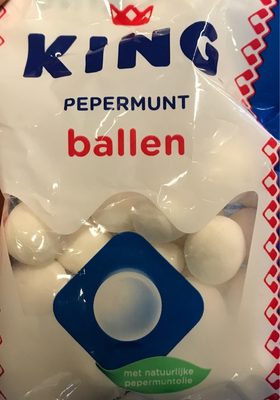 KING
PEPERMUNT
ballen
met natuurlijke
pepermuntolie